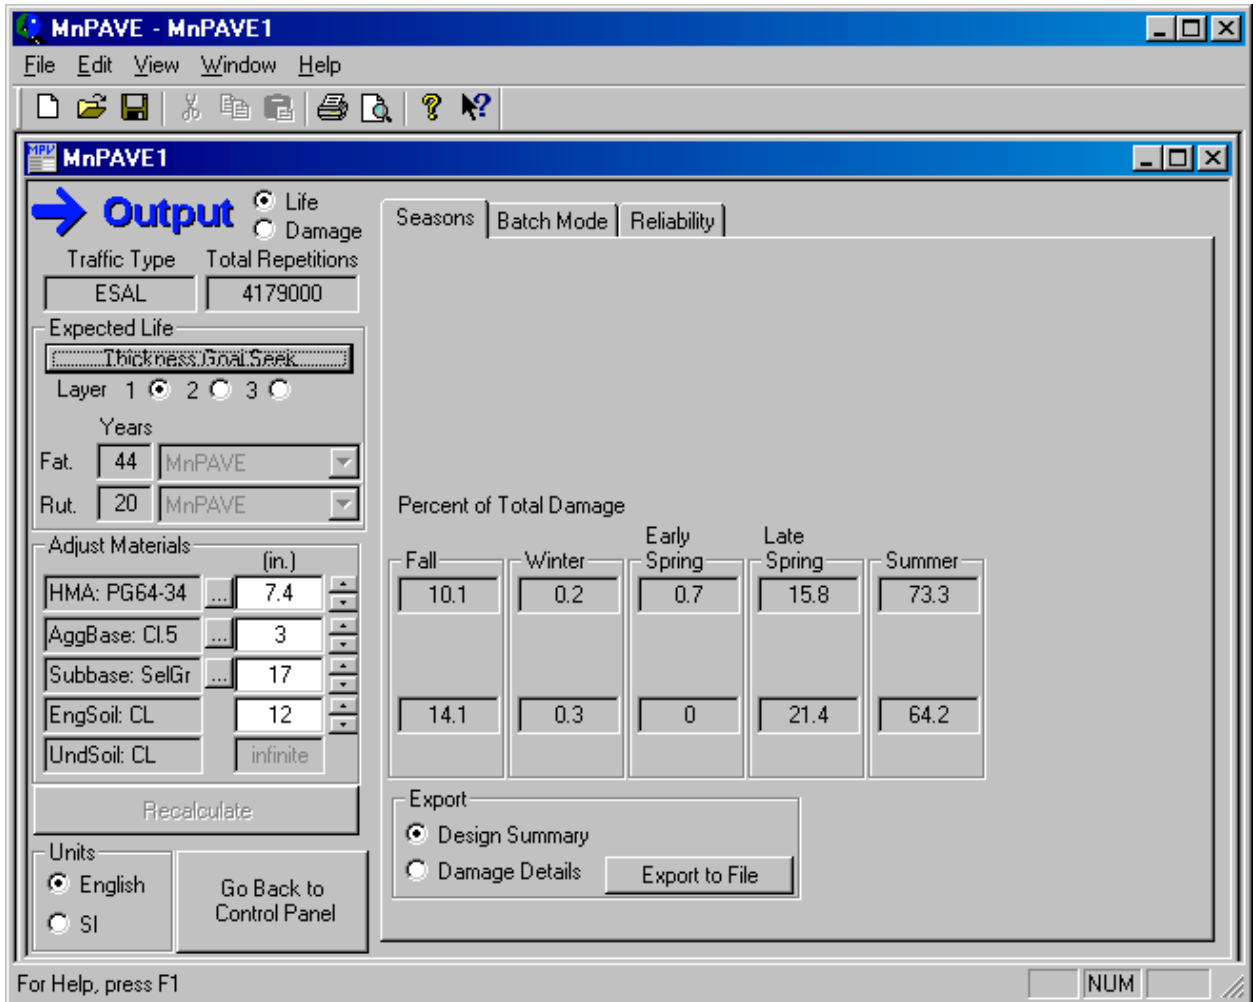 MnPAVE - MnPAVE1
File Edit View Window Help
MPV MnPAVE1
Output
Life
Damage
Traffic Type Total Repetitions
ESAL 4179000
Expected Life
Thickness Goal Seek
Layer 1 2 3
Years
Fat. 44 MnPAVE
Rut. 20 MnPAVE
Adjust Materials
(in.)
HMA: PG64-34 ... 7.4
AggBase: Cl.5 ... 3
Subbase: SelGr ... 17
EngSoil: CL 12
UndSoil: CL infinite
Recalculate
Units
English
SI
Go Back to
Control Panel
Seasons Batch Mode Reliability
Percent of Total Damage
Fall Winter Early Spring Late Spring Summer
10.1 0.2 0.7 15.8 73.3
14.1 0.3 0 21.4 64.2
Export
Design Summary
Damage Details Export to File
For Help, press F1 NUM